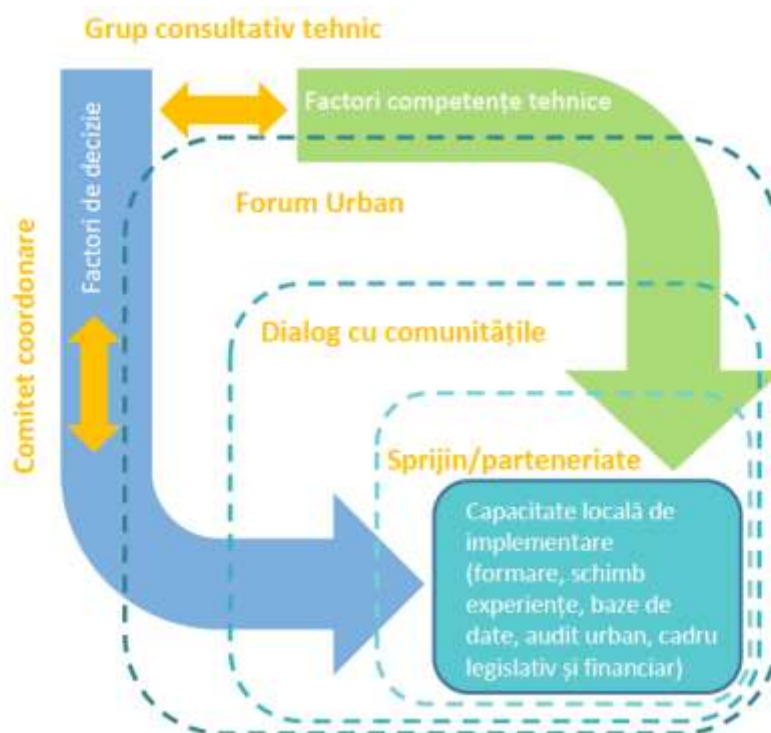 Grup consultativ tehnic
Factori competențe tehnice
Factori de decizie
Forum Urban
Comitet coordonare
Dialog cu comunitățile
Sprijin/parteneriate
Capacitate locală de
implementare
(formare, schimb
experiențe, baze de
date, audit urban, cadru
legislativ și financiar)